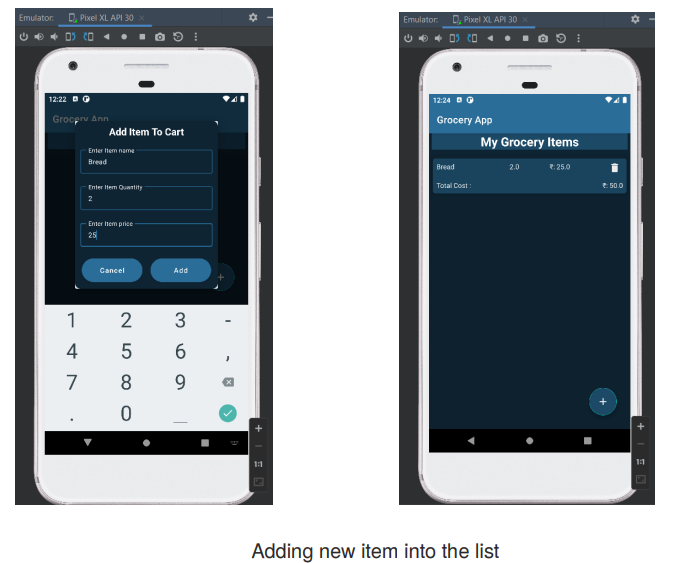 Emulator: Pixel XL API 30
12:22
Grocery App
Add Item To Cart
Enter Item name
Bread
Enter Item Quantity
2
Enter Item price
25
Cancel Add
+
1 2 3 -
4 5 6 ,
7 8 9
. 0 _
+
-
1:1
Emulator: Pixel XL API 30
12:24
Grocery App
My Grocery Items
Bread 2.0 ₹: 25.0
Total Cost : ₹: 50.0
+
+
-
1:1
Adding new item into the list